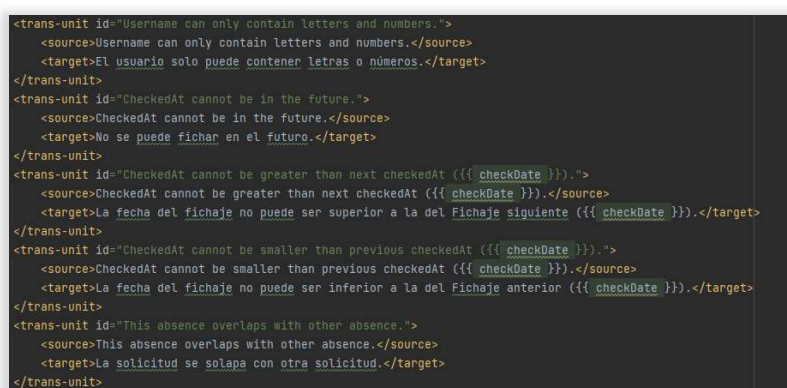 <trans-unit id="Username can only contain letters and numbers.">
<source>Username can only contain letters and numbers.</source>
<target>El usuario solo puede contener letras o números.</target>
</trans-unit>
<trans-unit id="CheckedAt cannot be in the future.">
<source>CheckedAt cannot be in the future.</source>
<target>No se puede fichar en el futuro.</target>
</trans-unit>
<trans-unit id="CheckedAt cannot be greater than next checkedAt ({{ checkDate }}).">
<source>CheckedAt cannot be greater than next checkedAt ({{ checkDate }}).</source>
<target>La fecha del fichaje no puede ser superior a la del Fichaje siguiente ({{ checkDate }}).</target>
</trans-unit>
<trans-unit id="CheckedAt cannot be smaller than previous checkedAt ({{ checkDate }}).">
<source>CheckedAt cannot be smaller than previous checkedAt ({{ checkDate }}).</source>
<target>La fecha del fichaje no puede ser inferior a la del Fichaje anterior ({{ checkDate }}).</target>
</trans-unit>
<trans-unit id="This absence overlaps with other absence.">
<source>This absence overlaps with other absence.</source>
<target>La solicitud se solapa con otra solicitud.</target>
</trans-unit>